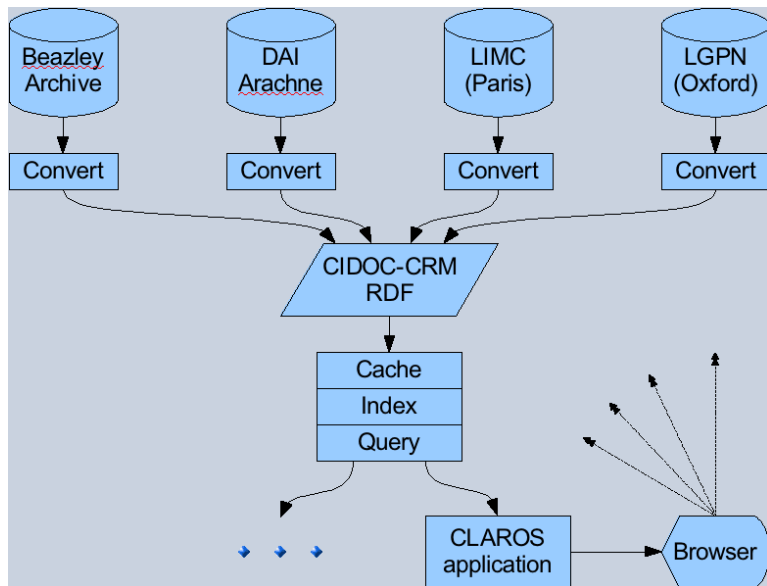 Beazley
Archive
DAI
Arachne
LIMC
(Paris)
LGPN
(Oxford)
Convert
Convert
Convert
Convert
CIDOC-CRM
RDF
Cache
Index
Query
CLAROS
application
Browser